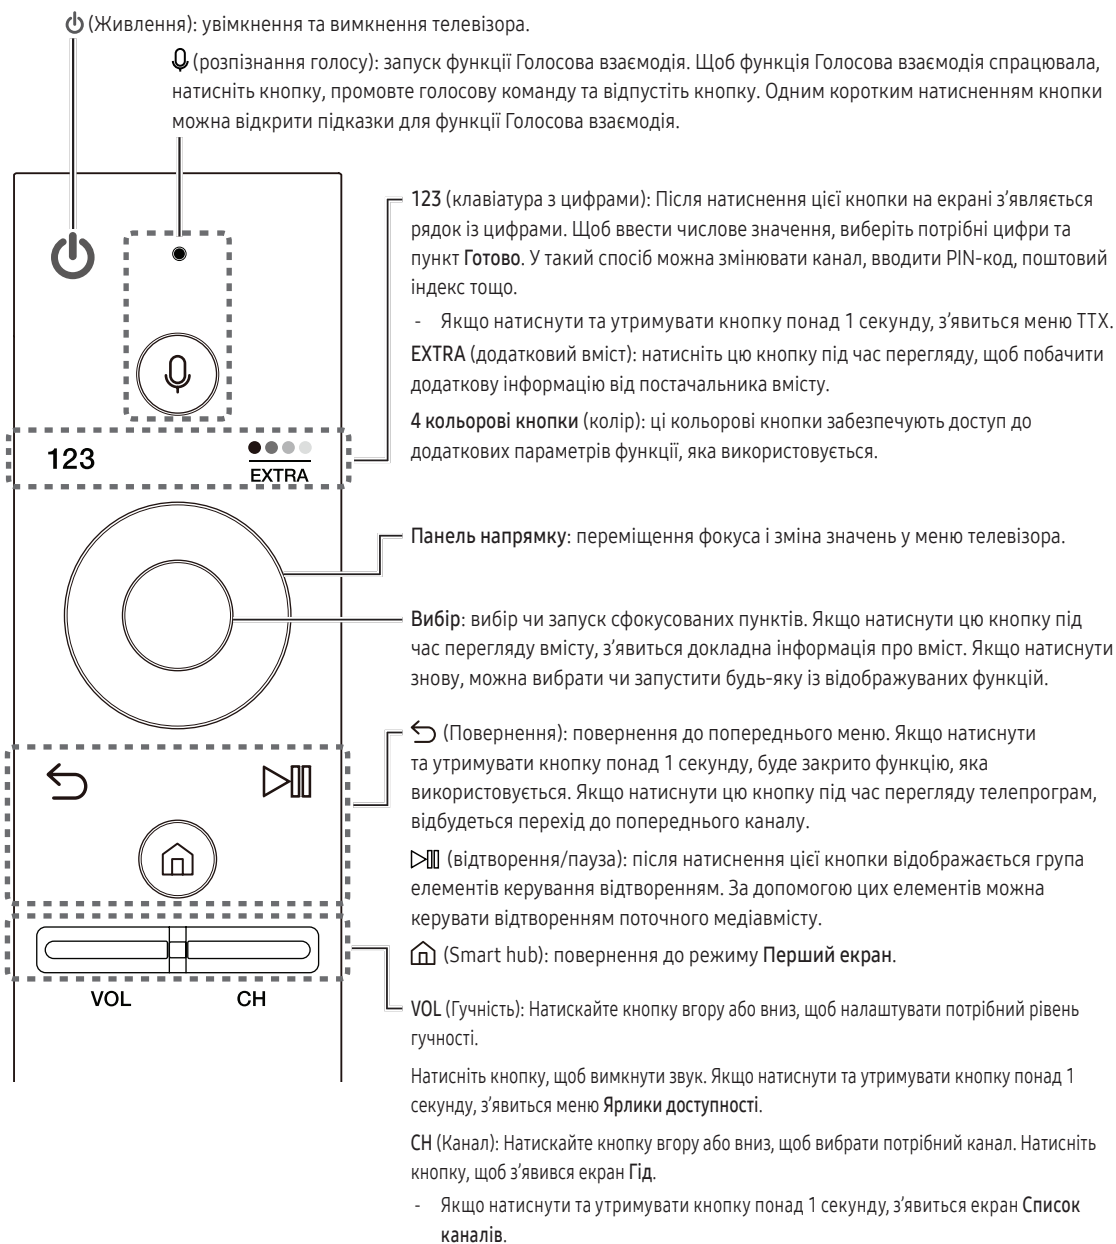 (Живлення): увімкнення та вимкнення телевізора.
(розпізнання голосу): запуск функції Голосова взаємодія. Щоб функція Голосова взаємодія спрацювала,
натисніть кнопку, промовте голосову команду та відпустіть кнопку. Одним коротким натисненням кнопки
можна відкрити підказки для функції Голосова взаємодія.
123 (клавіатура з цифрами): Після натиснення цієї кнопки на екрані з’являється
рядок із цифрами. Щоб ввести числове значення, виберіть потрібні цифри та
пункт Готово. У такий спосіб можна змінювати канал, вводити PIN-код, поштовий
індекс тощо.
- Якщо натиснути та утримувати кнопку понад 1 секунду, з’явиться меню TTX.
EXTRA (додатковий вміст): натисніть цю кнопку під час перегляду, щоб побачити
додаткову інформацію від постачальника вмісту.
4 кольорові кнопки (колір): ці кольорові кнопки забезпечують доступ до
додаткових параметрів функції, яка використовується.
123
EXTRA
Панель напрямку: переміщення фокуса і зміна значень у меню телевізора.
Вибір: вибір чи запуск сфокусованих пунктів. Якщо натиснути цю кнопку під
час перегляду вмісту, з’явиться докладна інформація про вміст. Якщо натиснути
знову, можна вибрати чи запустити будь-яку із відображуваних функцій.
(Повернення): повернення до попереднього меню. Якщо натиснути
та утримувати кнопку понад 1 секунду, буде закрито функцію, яка
використовується. Якщо натиснути цю кнопку під час перегляду телепрограм,
відбудеться перехід до попереднього каналу.
(відтворення/пауза): після натиснення цієї кнопки відображається група
елементів керування відтворенням. За допомогою цих елементів можна
керувати відтворенням поточного медіавмісту.
(Smart hub): повернення до режиму Перший екран.
VOL
CH
VOL (Гучність): Натискайте кнопку вгору або вниз, щоб налаштувати потрібний рівень
гучності.
Натисніть кнопку, щоб вимкнути звук. Якщо натиснути та утримувати кнопку понад 1
секунду, з’явиться меню Ярлики доступності.
CH (Канал): Натискайте кнопку вгору або вниз, щоб вибрати потрібний канал. Натисніть
кнопку, щоб з’явився екран Гід.
- Якщо натиснути та утримувати кнопку понад 1 секунду, з’явиться екран Список
каналів.